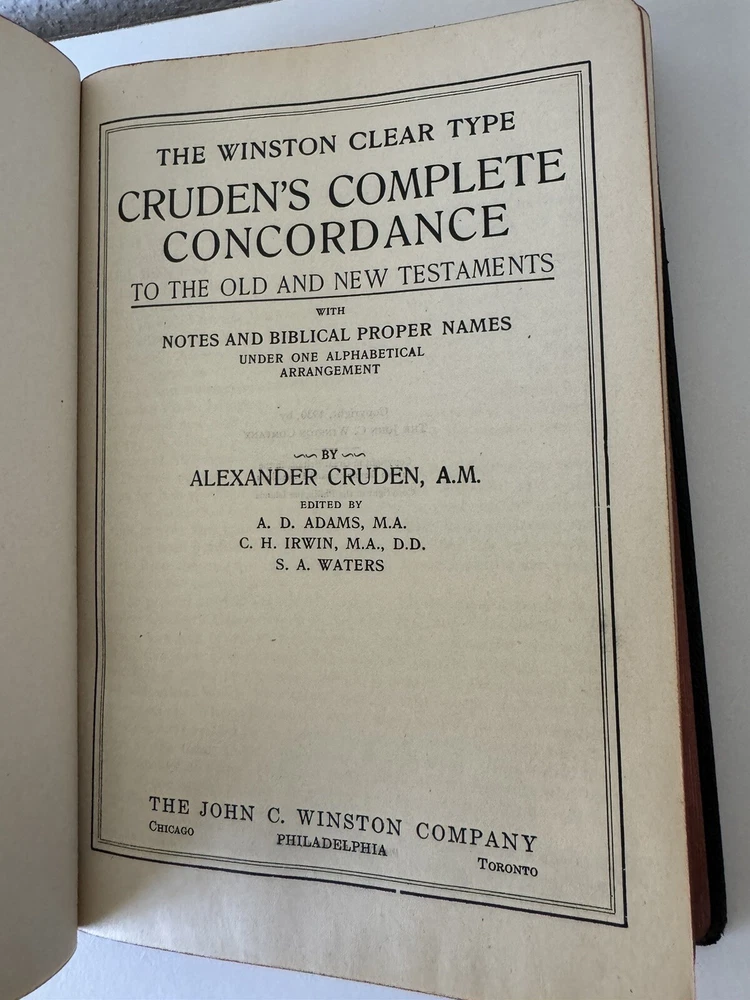 THE WINSTON CLEAR TYPE
CRUDEN'S COMPLETE
CONCORDANCE
TO THE OLD AND NEW TESTAMENTS
WITH
NOTES AND BIBLICAL PROPER NAMES
UNDER ONE ALPHABETICAL
ARRANGEMENT
BY
ALEXANDER CRUDEN, A.M.
EDITED BY
A. D. ADAMS, M.A.
C. H. IRWIN, M.A., D.D.
S. A. WATERS
THE JOHN C. WINSTON COMPANY
CHICAGO
PHILADELPHIA
TORONTO